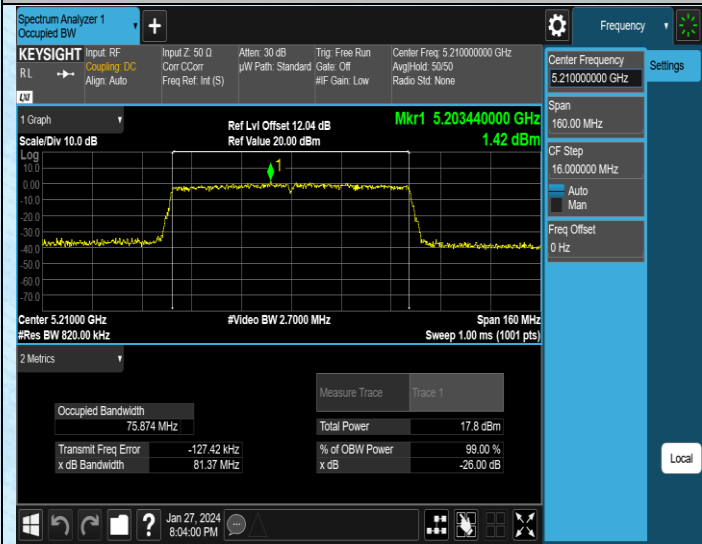 Spectrum Analyzer 1
Occupied BW
+
Frequency
KEYSIGHT
RL
LXI
Input: RF
Coupling: DC
Align: Auto
Input Z: 50 Ω
Corr CCorr
Freq Ref: Int (S)
Atten: 30 dB
µW Path: Standard
Trig: Free Run
Gate: Off
#IF Gain: Low
Center Freq: 5.210000000 GHz
Avg|Hold: 50/50
Radio Std: None
Center Frequency
5.210000000 GHz
Settings
Span
160.00 MHz
CF Step
16.000000 MHz
Auto
Man
Freq Offset
0 Hz
Local
1 Graph
Scale/Div 10.0 dB
Ref Lvl Offset 12.04 dB
Ref Value 20.00 dBm
Mkr1 5.203440000 GHz
1.42 dBm
Log
10.0
0.00
-10.0
-20.0
-30.0
-40.0
-50.0
-60.0
-70.0
1
Center 5.21000 GHz
#Video BW 2.7000 MHz
Span 160 MHz
#Res BW 820.00 kHz
Sweep 1.00 ms (1001 pts)
2 Metrics
Measure Trace
Trace 1
Occupied Bandwidth
75.874 MHz
Total Power
17.8 dBm
Transmit Freq Error
-127.42 kHz
% of OBW Power
99.00 %
x dB Bandwidth
81.37 MHz
x dB
-26.00 dB
?
Jan 27, 2024
8:04:00 PM